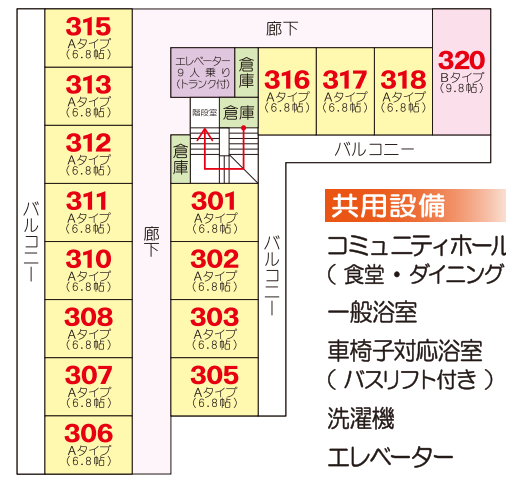 315
Aタイプ
(6.8帖)
313
Aタイプ
(6.8帖)
312
Aタイプ
(6.8帖)
311
Aタイプ
(6.8帖)
310
Aタイプ
(6.8帖)
308
Aタイプ
(6.8帖)
307
Aタイプ
(6.8帖)
306
Aタイプ
(6.8帖)
バルコニー
廊下
廊下
エレベーター
9人乗り
(トランク付)
倉庫
階段室
倉庫
倉庫
316
Aタイプ
(6.8帖)
317
Aタイプ
(6.8帖)
318
Aタイプ
(6.8帖)
320
Bタイプ
(9.8帖)
バルコニー
301
Aタイプ
(6.8帖)
302
Aタイプ
(6.8帖)
303
Aタイプ
(6.8帖)
305
Aタイプ
(6.8帖)
バルコニー
共用設備
コミュニティホール
(食堂・ダイニング
一般浴室
車椅子対応浴室
(バスリフト付き)
洗濯機
エレベーター